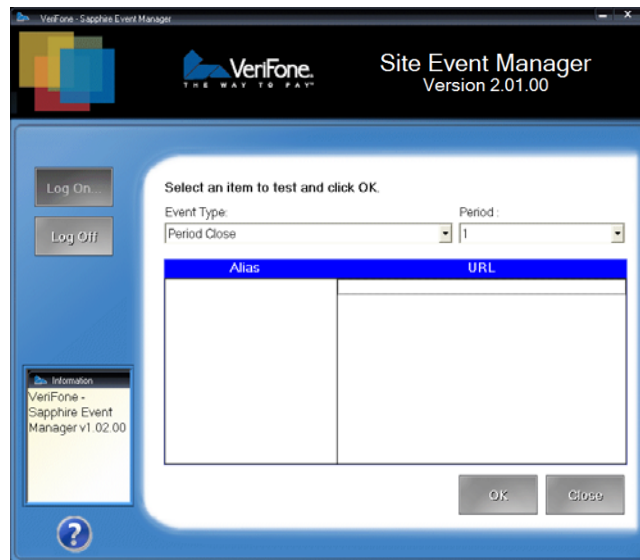 VeriFone - Sapphire Event Manager
VeriFone.
THE WAY TO PAY™
Site Event Manager
Version 2.01.00
Log On...
Log Off
Select an item to test and click OK.
Event Type: Period :
Period Close 1
Alias URL
Information
VeriFone -
Sapphire Event
Manager v1.02.00
OK Close
?